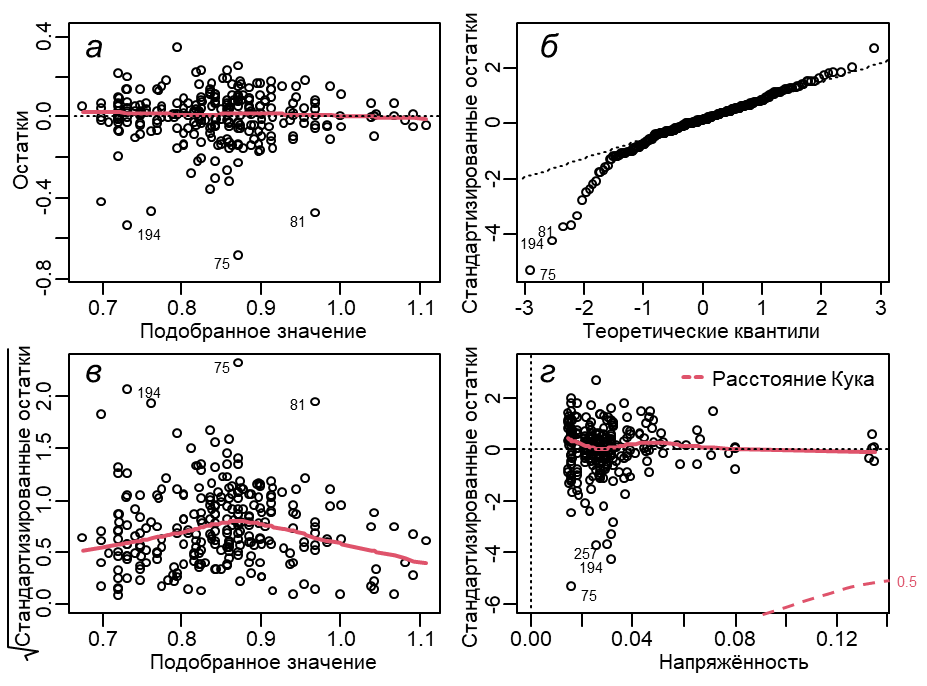 а
Остатки
0.4
0.0
-0.4
-0.8
194
75
81
0.7 0.8 0.9 1.0 1.1
Подобранное значение
б
Стандартизированные остатки
2
0
-2
-4
81
194
75
-3 -2 -1 0 1 2 3
Теоретические квантили
в
√Стандартизированные остатки
2.0
1.5
1.0
0.5
0.0
75
194
81
0.7 0.8 0.9 1.0 1.1
Подобранное значение
г
Расстояние Кука
Стандартизированные остатки
2
0
-2
-4
-6
257
194
75
0.5
0.00 0.04 0.08 0.12
Напряжённость